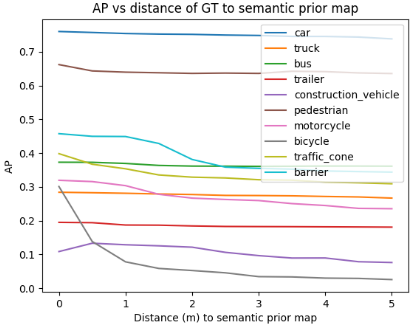 AP vs distance of GT to semantic prior map
car
truck
bus
trailer
construction_vehicle
pedestrian
motorcycle
bicycle
traffic_cone
barrier
AP
0.7
0.6
0.5
0.4
0.3
0.2
0.1
0.0
0
1
2
3
4
5
Distance (m) to semantic prior map